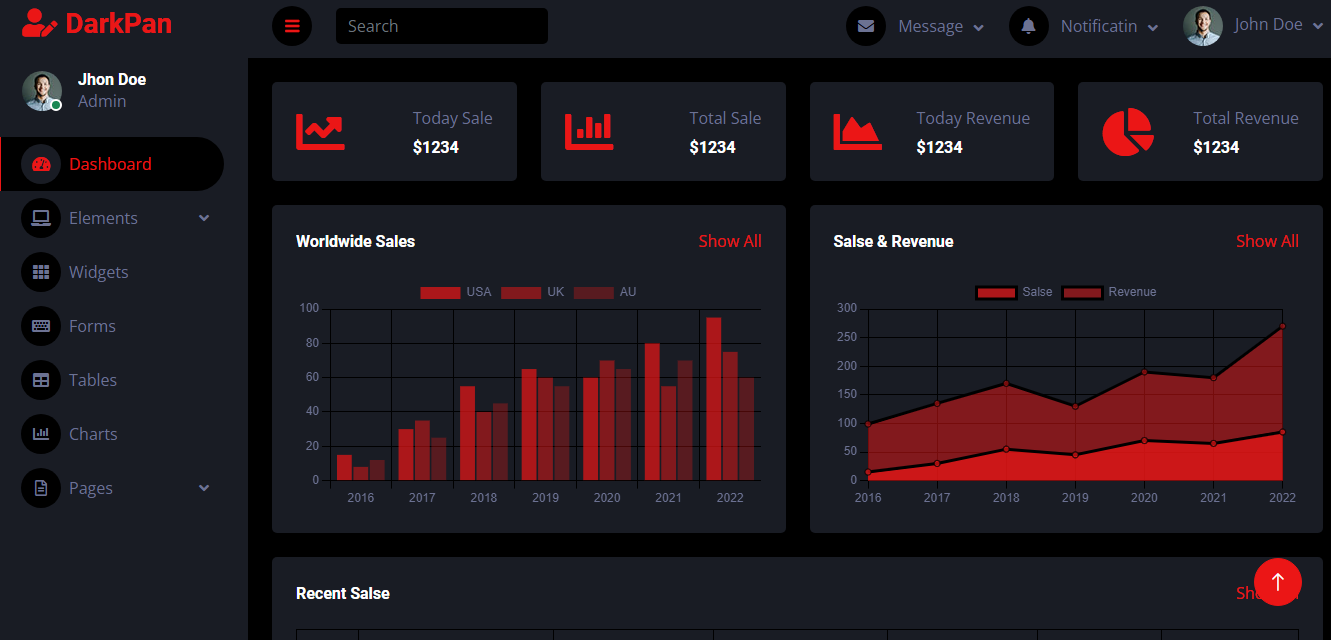 DarkPan
Search
Message
Notificatin
John Doe
Jhon Doe
Admin
Dashboard
Elements
Widgets
Forms
Tables
Charts
Pages
Today Sale
$1234
Total Sale
$1234
Today Revenue
$1234
Total Revenue
$1234
Worldwide Sales
Show All
USA UK AU
100
80
60
40
20
0
2016 2017 2018 2019 2020 2021 2022
Salse & Revenue
Show All
Salse Revenue
300
250
200
150
100
50
0
2016 2017 2018 2019 2020 2021 2022
Recent Salse